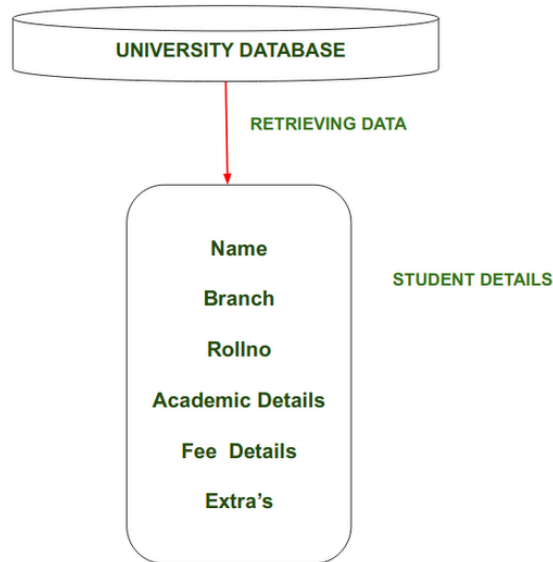 UNIVERSITY DATABASE
RETRIEVING DATA
Name
STUDENT DETAILS
Branch
Rollno
Academic Details
Fee Details
Extra's